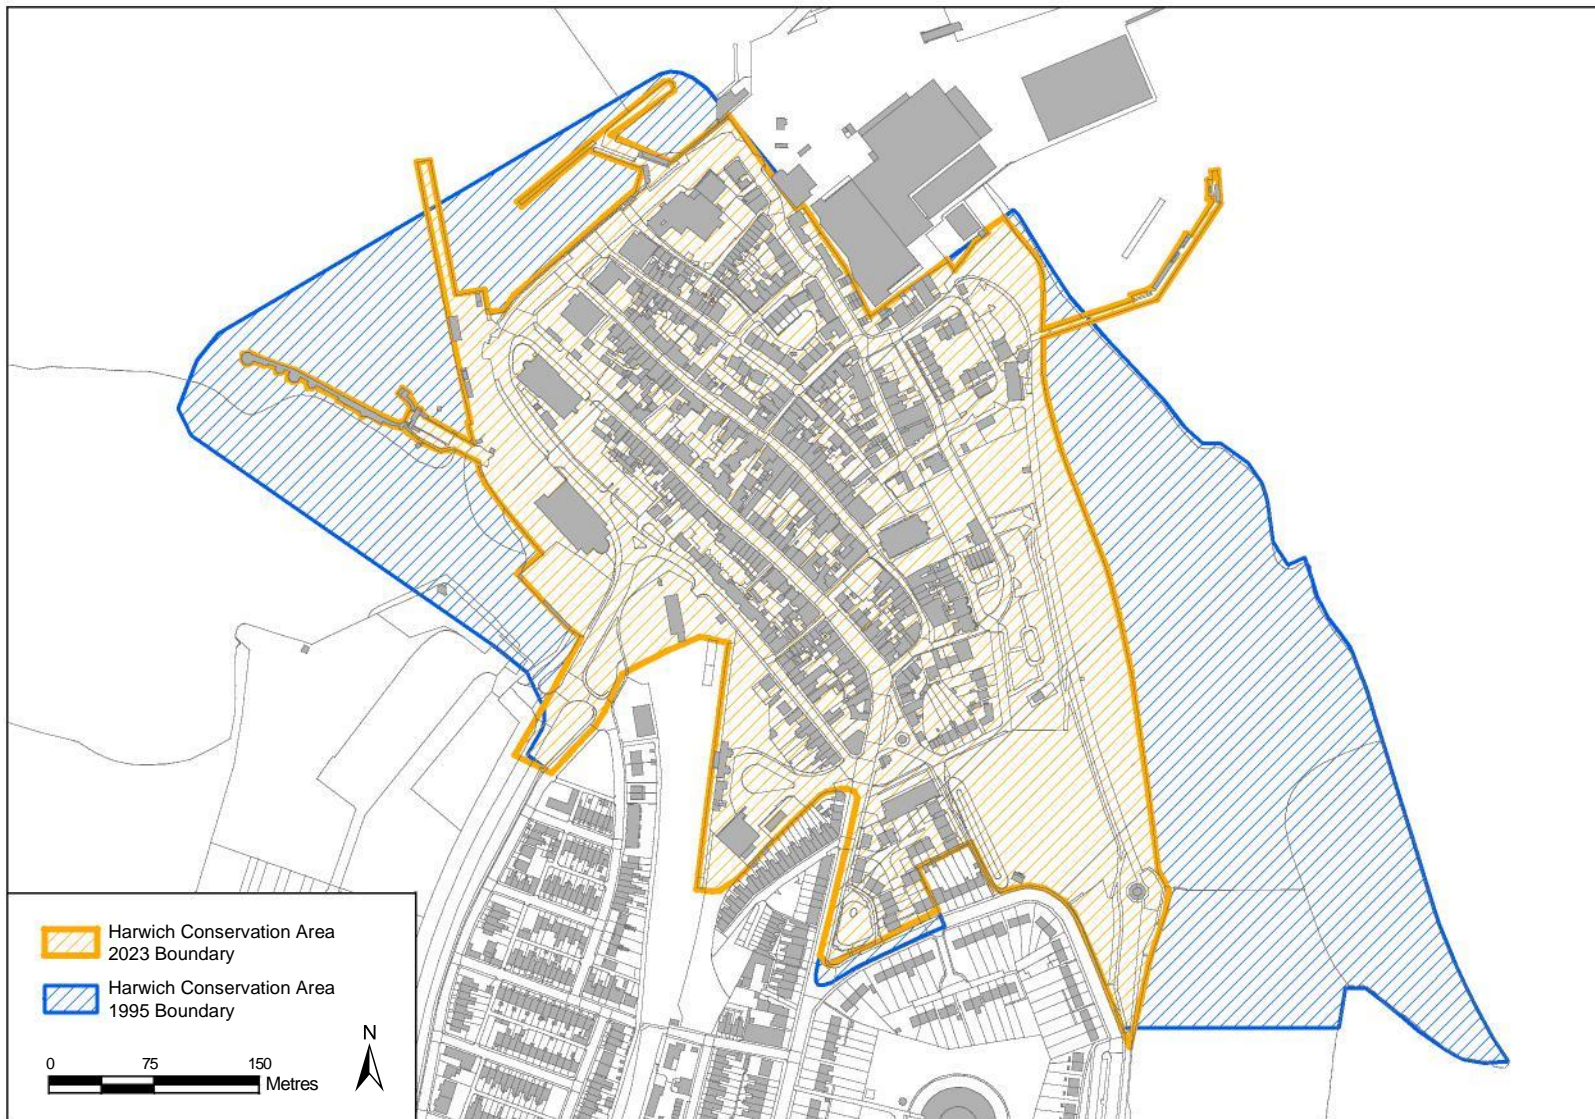 Harwich Conservation Area
2023 Boundary
Harwich Conservation Area
1995 Boundary
N
0 75 150
Metres